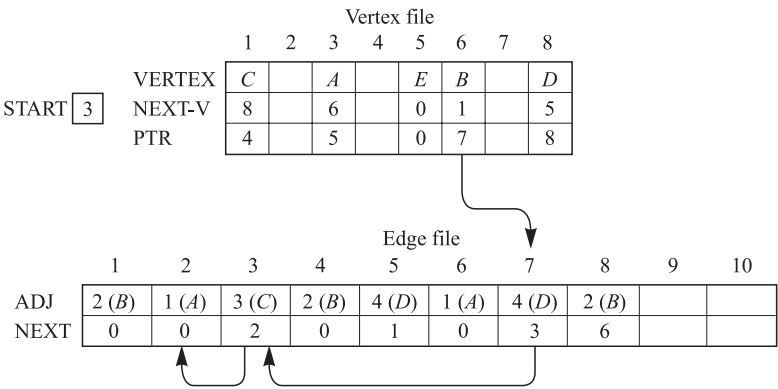 Vertex file
1 2 3 4 5 6 7 8
VERTEX C A E B D
START 3 NEXT-V 8 6 0 1 5
PTR 4 5 0 7 8
Edge file
1 2 3 4 5 6 7 8 9 10
ADJ 2 (B) 1 (A) 3 (C) 2 (B) 4 (D) 1 (A) 4 (D) 2 (B)
NEXT 0 0 2 0 1 0 3 6